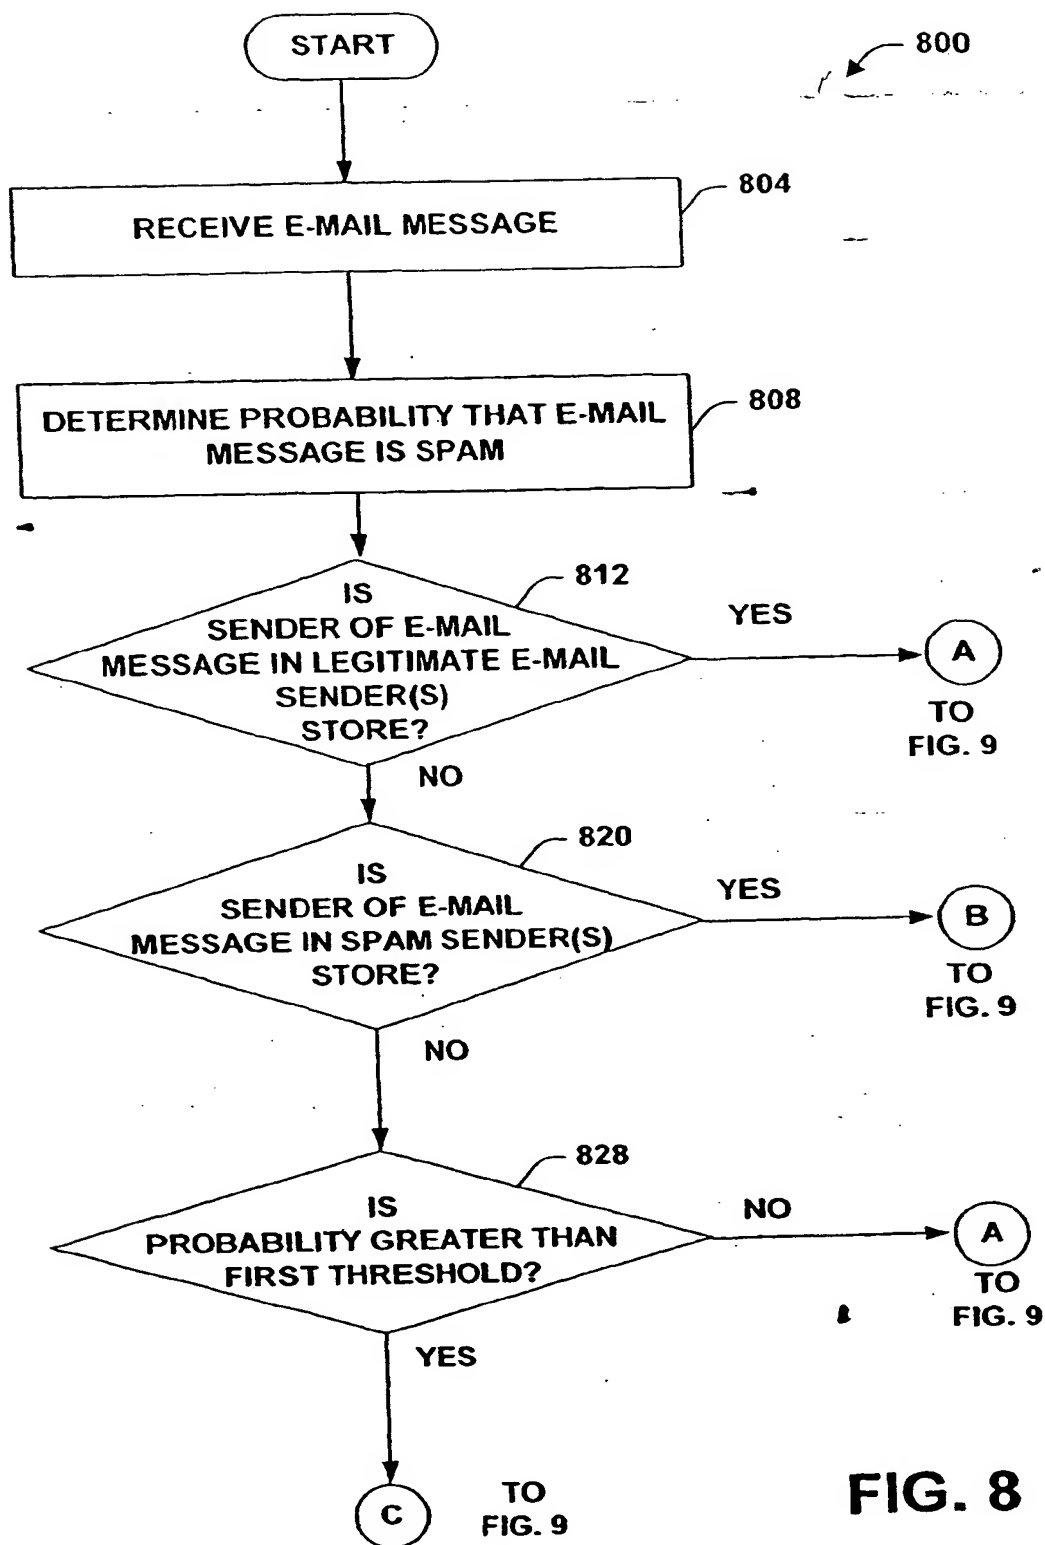 START
800
804
RECEIVE E-MAIL MESSAGE
808
DETERMINE PROBABILITY THAT E-MAIL
MESSAGE IS SPAM
812
IS
SENDER OF E-MAIL
MESSAGE IN LEGITIMATE E-MAIL
SENDER(S)
STORE?
YES
A
TO
FIG. 9
NO
820
IS
SENDER OF E-MAIL
MESSAGE IN SPAM SENDER(S)
STORE?
YES
B
TO
FIG. 9
NO
828
IS
PROBABILITY GREATER THAN
FIRST THRESHOLD?
NO
A
TO
FIG. 9
YES
C
TO
FIG. 9
FIG. 8